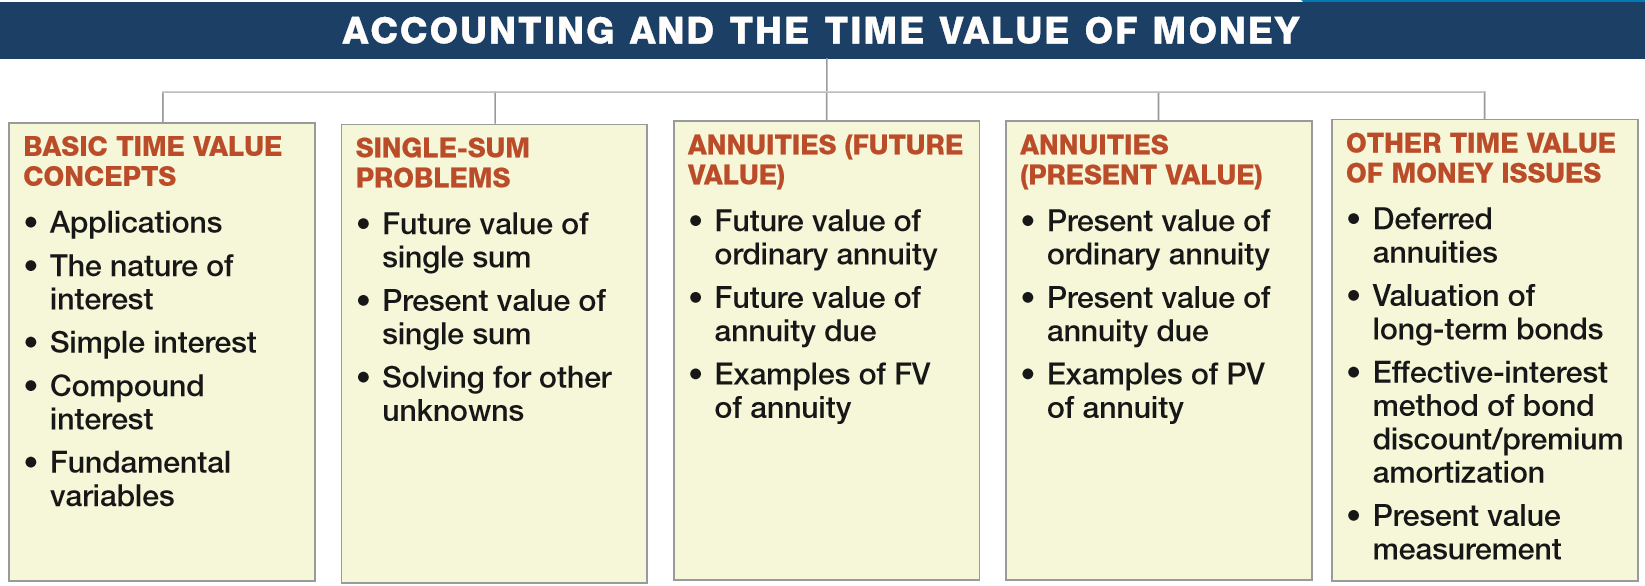 ACCOUNTING AND THE TIME VALUE OF MONEY
BASIC TIME VALUE
CONCEPTS
• Applications
• The nature of
interest
• Simple interest
• Compound
interest
• Fundamental
variables
SINGLE-SUM
PROBLEMS
• Future value of
single sum
• Present value of
single sum
• Solving for other
unknowns
ANNUITIES (FUTURE
VALUE)
• Future value of
ordinary annuity
• Future value of
annuity due
• Examples of FV
of annuity
ANNUITIES
(PRESENT VALUE)
• Present value of
ordinary annuity
• Present value of
annuity due
• Examples of PV
of annuity
OTHER TIME VALUE
OF MONEY ISSUES
• Deferred
annuities
• Valuation of
long-term bonds
• Effective-interest
method of bond
discount/premium
amortization
• Present value
measurement